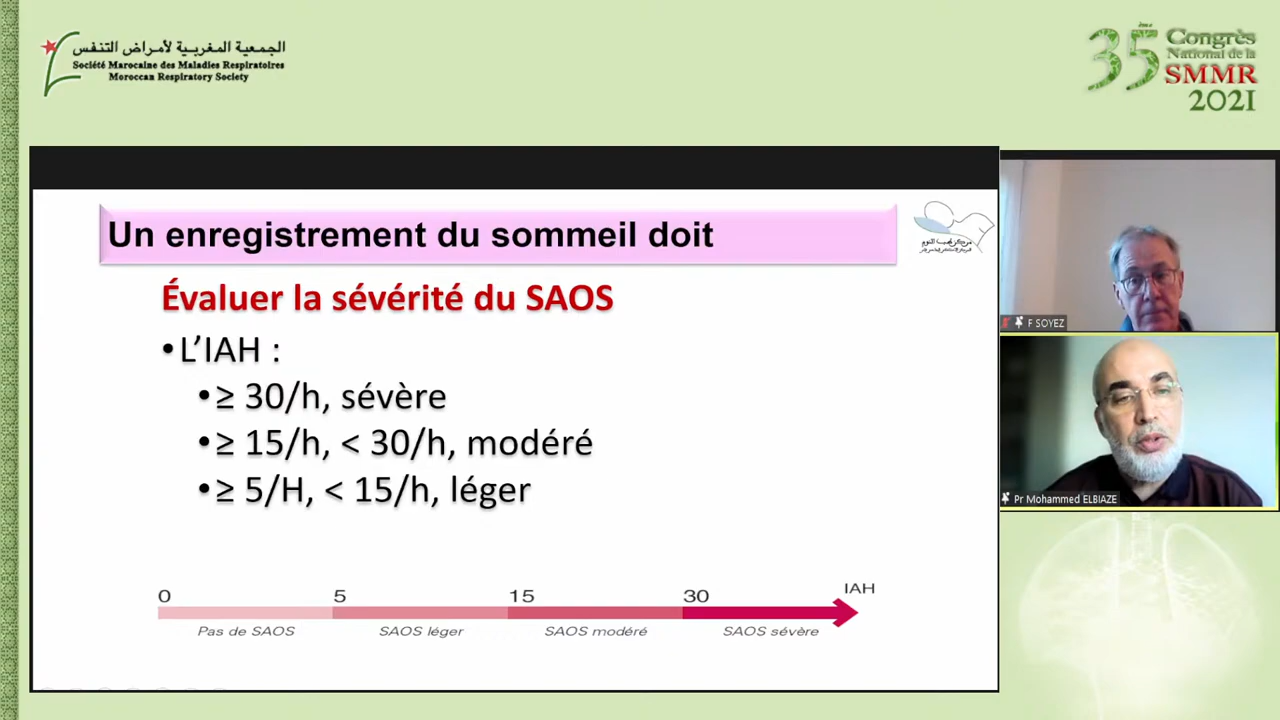 الجمعية المغربية لأمراض التنفس
Société Marocaine des Maladies Respiratoires
Moroccan Respiratory Society
35ème Congrès
National de la
SMMR
2021
Un enregistrement du sommeil doit
Évaluer la sévérité du SAOS
•L’IAH :
•≥ 30/h, sévère
•≥ 15/h, < 30/h, modéré
•≥ 5/H, < 15/h, léger
0 5 15 30 IAH
Pas de SAOS SAOS léger SAOS modéré SAOS sévère
F SOYEZ
Pr Mohammed ELBIAZE